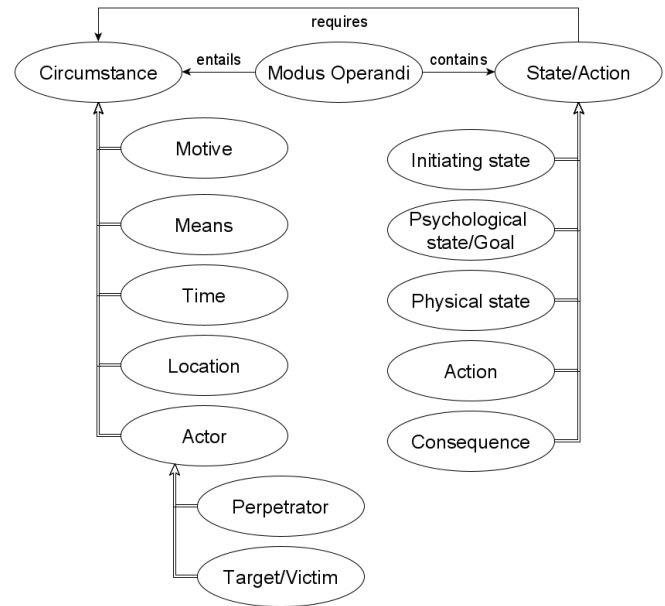 requires
Circumstance
entails
Modus Operandi
contains
State/Action
Motive
Means
Time
Location
Actor
Perpetrator
Target/Victim
Initiating state
Psychological
state/Goal
Physical state
Action
Consequence